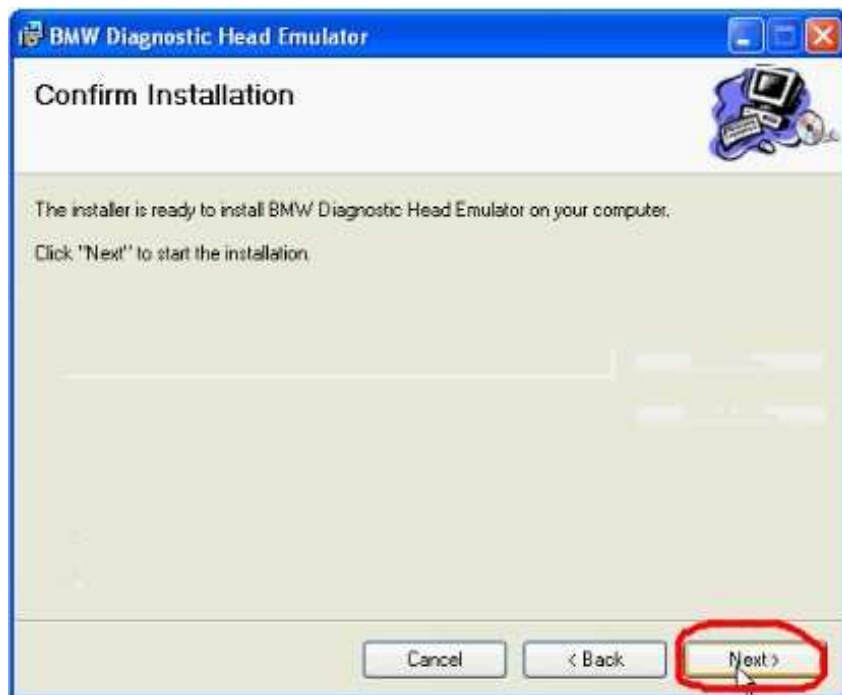 BMW Diagnostic Head Emulator
Confirm Installation
The installer is ready to install BMW Diagnostic Head Emulator on your computer.
Click "Next" to start the installation.
Cancel
< Back
Next >